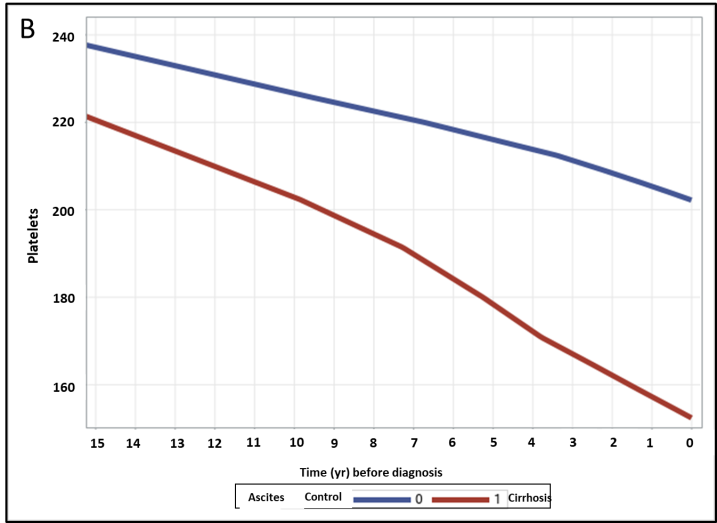 B
240
220
200
180
160
Platelets
15 14 13 12 11 10 9 8 7 6 5 4 3 2 1 0
Time (yr) before diagnosis
Ascites Control 0 1 Cirrhosis